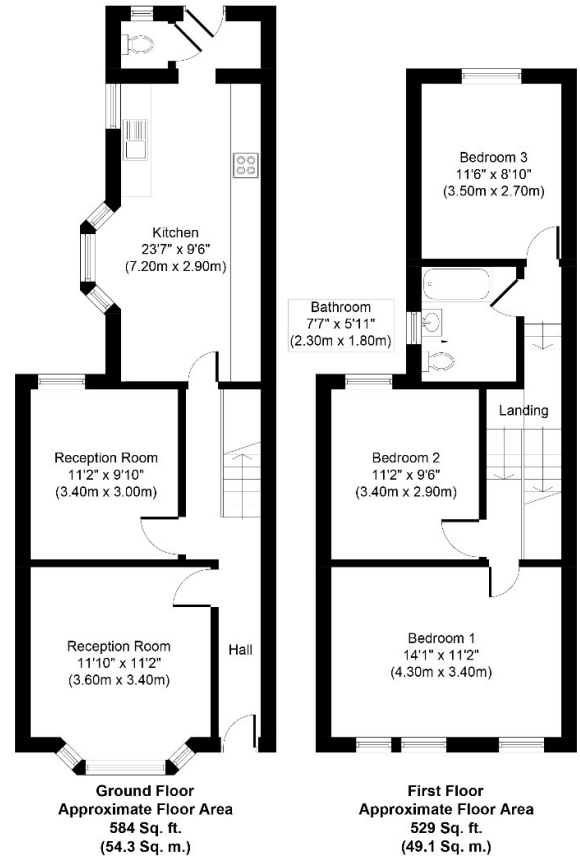 Kitchen
23'7" x 9'6"
(7.20m x 2.90m)
Reception Room
11'2" x 9'10"
(3.40m x 3.00m)
Reception Room
11'10" x 11'2"
(3.60m x 3.40m)
Hall
Ground Floor
Approximate Floor Area
584 Sq. ft.
(54.3 Sq. m.)
Bedroom 3
11'6" x 8'10"
(3.50m x 2.70m)
Bathroom
7'7" x 5'11"
(2.30m x 1.80m)
Landing
Bedroom 2
11'2" x 9'6"
(3.40m x 2.90m)
Bedroom 1
14'1" x 11'2"
(4.30m x 3.40m)
First Floor
Approximate Floor Area
529 Sq. ft.
(49.1 Sq. m.)